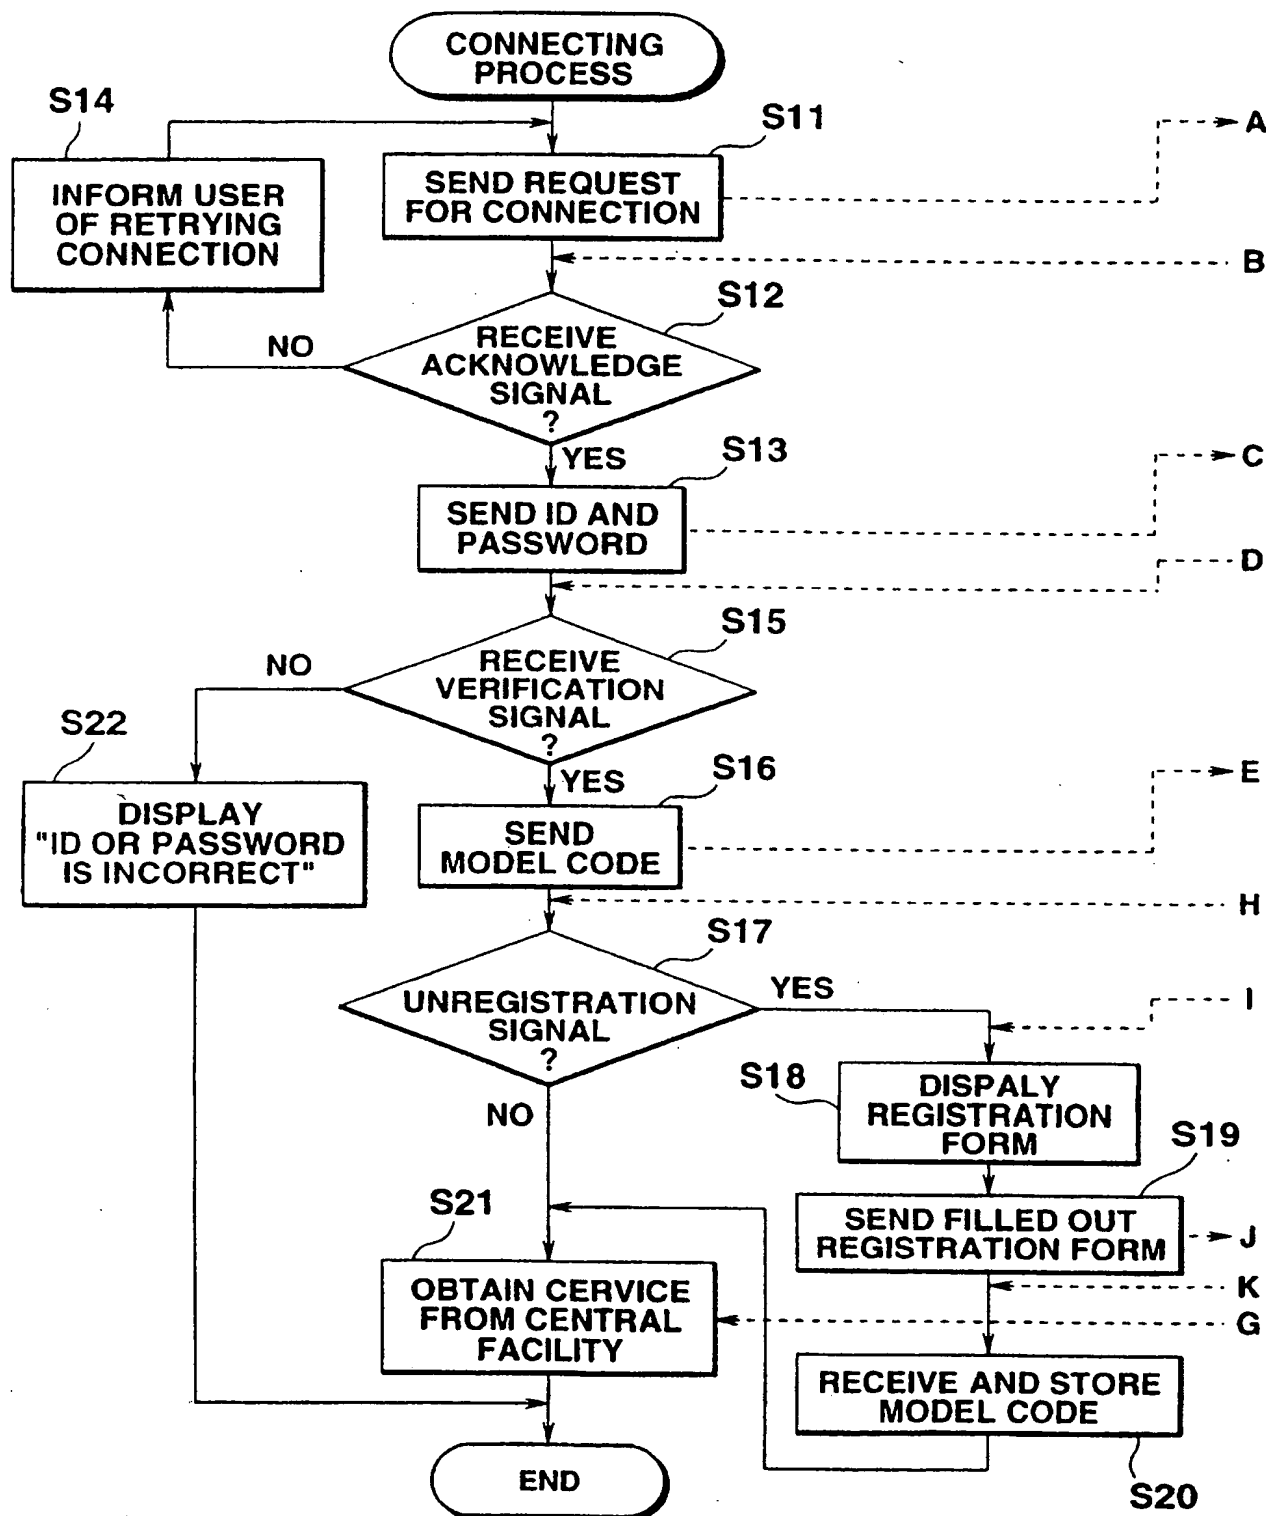 CONNECTING
PROCESS
S14
S11
A
INFORM USER
OF RETRYING
CONNECTION
SEND REQUEST
FOR CONNECTION
B
S12
NO
RECEIVE
ACKNOWLEDGE
SIGNAL
?
YES
S13
C
SEND ID AND
PASSWORD
D
S15
NO
RECEIVE
VERIFICATION
SIGNAL
?
S22
YES
S16
E
DISPLAY
"ID OR PASSWORD
IS INCORRECT"
SEND
MODEL CODE
H
S17
YES
I
UNREGISTRATION
SIGNAL
?
NO
S18
DISPALY
REGISTRATION
FORM
S19
S21
SEND FILLED OUT
REGISTRATION FORM
J
K
OBTAIN CERVICE
FROM CENTRAL
FACILITY
G
RECEIVE AND STORE
MODEL CODE
END
S20